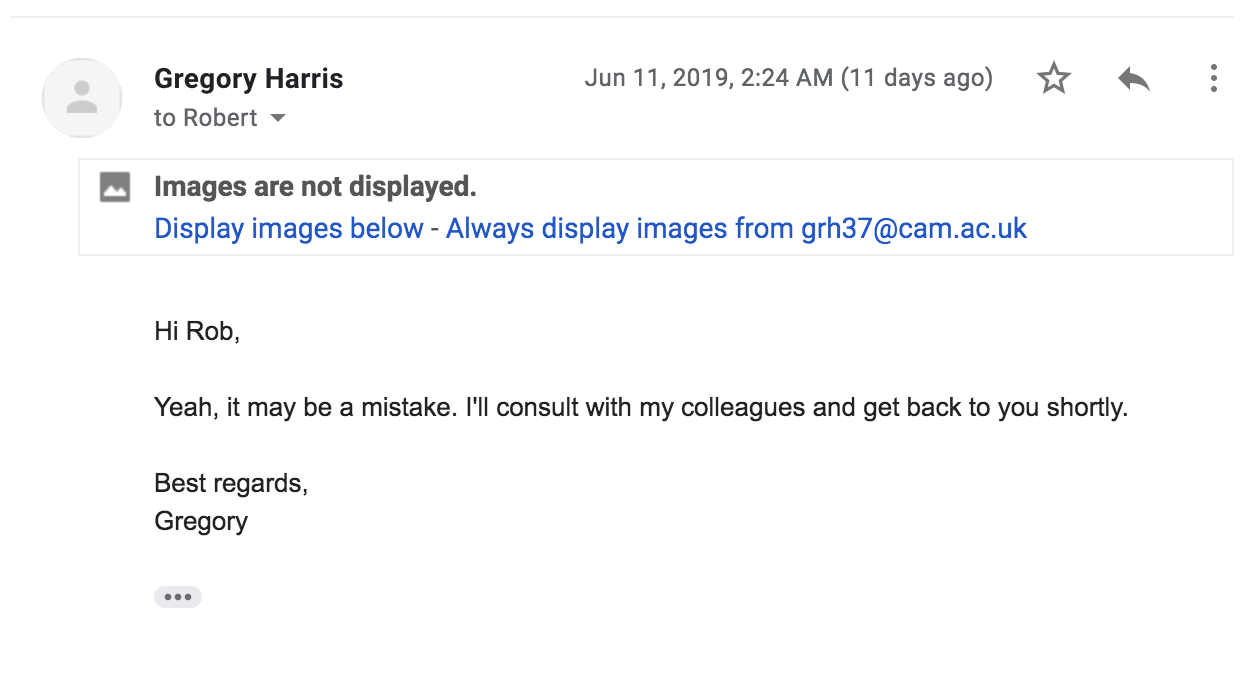 Gregory Harris
Jun 11, 2019, 2:24 AM (11 days ago)
to Robert
Images are not displayed.
Display images below - Always display images from grh37@cam.ac.uk
Hi Rob,
Yeah, it may be a mistake. I'll consult with my colleagues and get back to you shortly.
Best regards,
Gregory